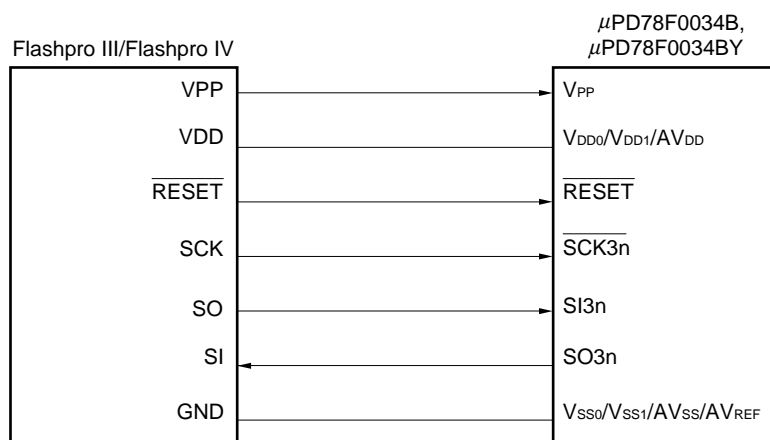 Flashpro III/Flashpro IV
μPD78F0034B,
μPD78F0034BY
VPP
VPP
VDD
VDD0/VDD1/AVDD
RESET
RESET
SCK
SCK3n
SO
SI3n
SI
SO3n
GND
VSS0/VSS1/AVSS/AVREF